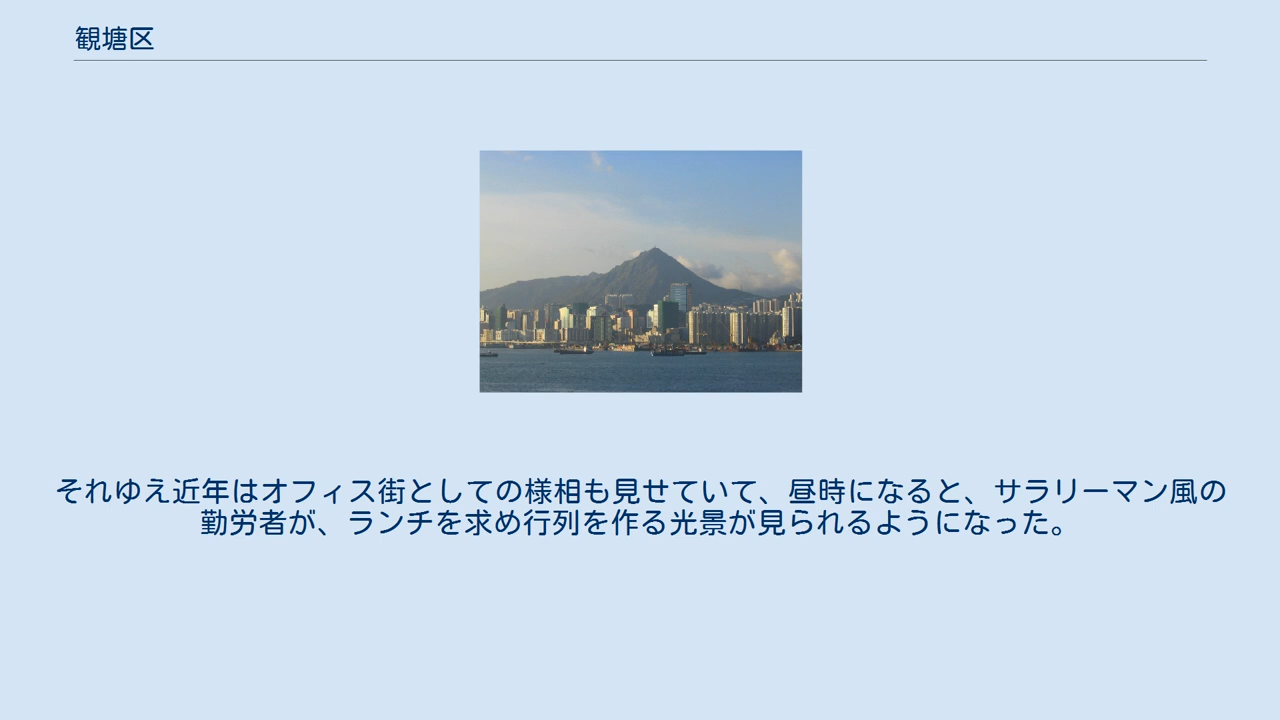 観塘区
それゆえ近年はオフィス街としての様相も見せていて、昼時になると、サラリーマン風の
勤労者が、ランチを求め行列を作る光景が見られるようになった。